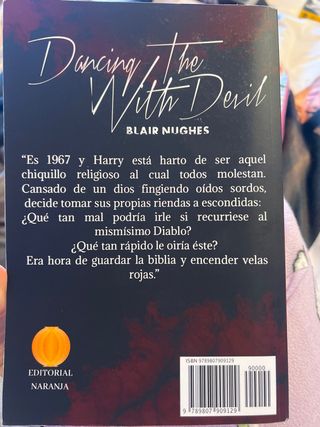 Dancing The
With Devil
BLAIR NUGHES
“Es 1967 y Harry está harto de ser aquel
chiquillo religioso al cual todos molestan.
Cansado de un dios fingiendo oídos sordos,
decide tomar sus propias riendas a escondidas:
¿Qué tan mal podría irle si recurriese al
mismísimo Diablo?
¿Qué tan rápido le oiría éste?
Era hora de guardar la biblia y encender velas
rojas.”
ISBN 9789807909129
90000
9 789807 909129
EDITORIAL
NARANJA